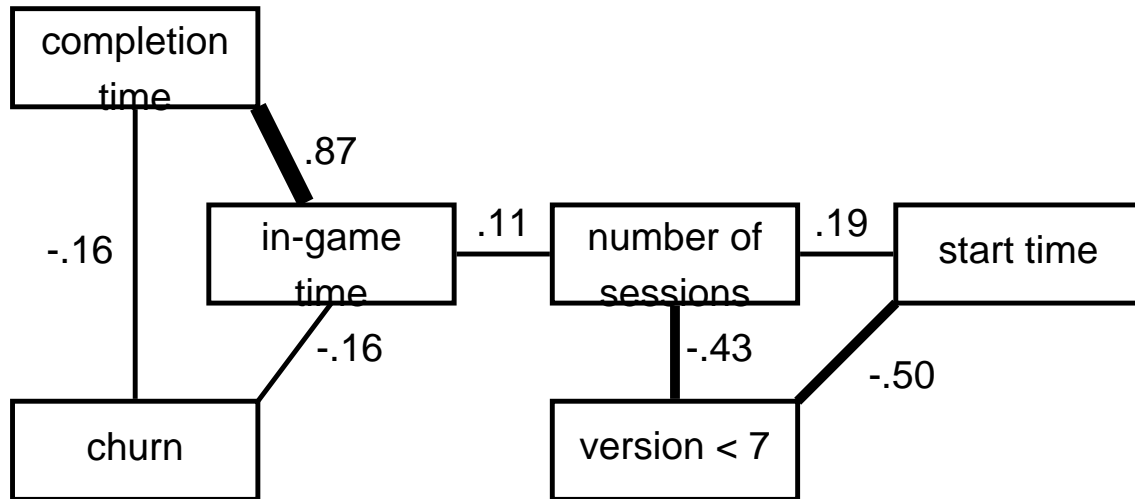 completion
time
.87
-.16
in-game
time
.11
number of
sessions
.19
start time
-.16
-.43
-.50
churn
version < 7